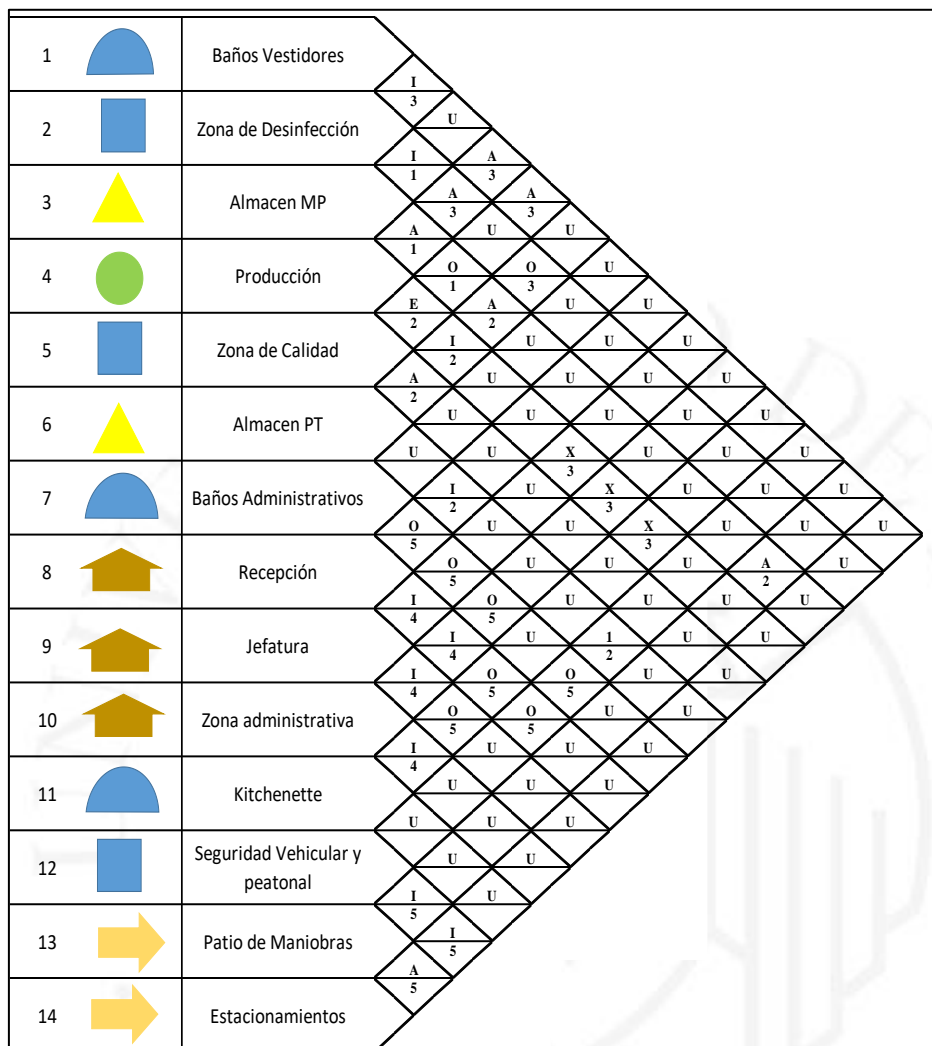 1 Baños Vestidores
I
3
U
2 Zona de Desinfección
I A
1 3
A A
3 Almacen MP
3 3
A U U
1
O O U
4 Producción
1 3
E A U U
2 2
I U U U
5 Zona de Calidad
2
A U U U U
2
U U U U U
6 Almacen PT
U U X U U U
3
I U X U U U
7 Baños Administrativos
2 3
O U U X U U U
5 3
O U U U A U
8 Recepción
5 2
I O U U U U
4 5
I U 1 U U
9 Jefatura
4 2
I O O U U
4 5 5
O O U U
10 Zona administrativa
5 5
I U U U
4
U U U
11 Kitchenette
U U U
12 Seguridad Vehicular y
peatonal
U U
I U
5
I
13 Patio de Maniobras
5
A
5
14 Estacionamientos